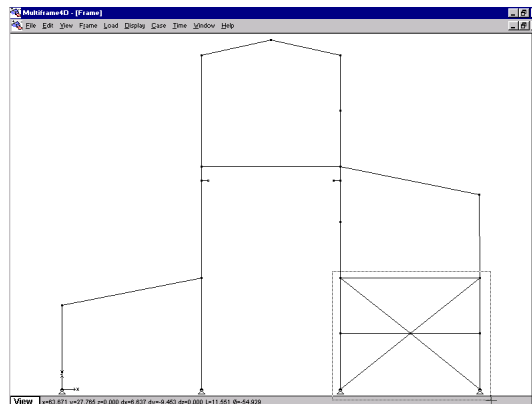 Multiframe4D - [Frame]
File Edit View Frame Load Display Case Time Window Help
Y
x
View x=63.671 y=27.765 z=0.000 dx=6.637 dy=-9.463 dz=0.000 L=11.551 Ø=-54.929